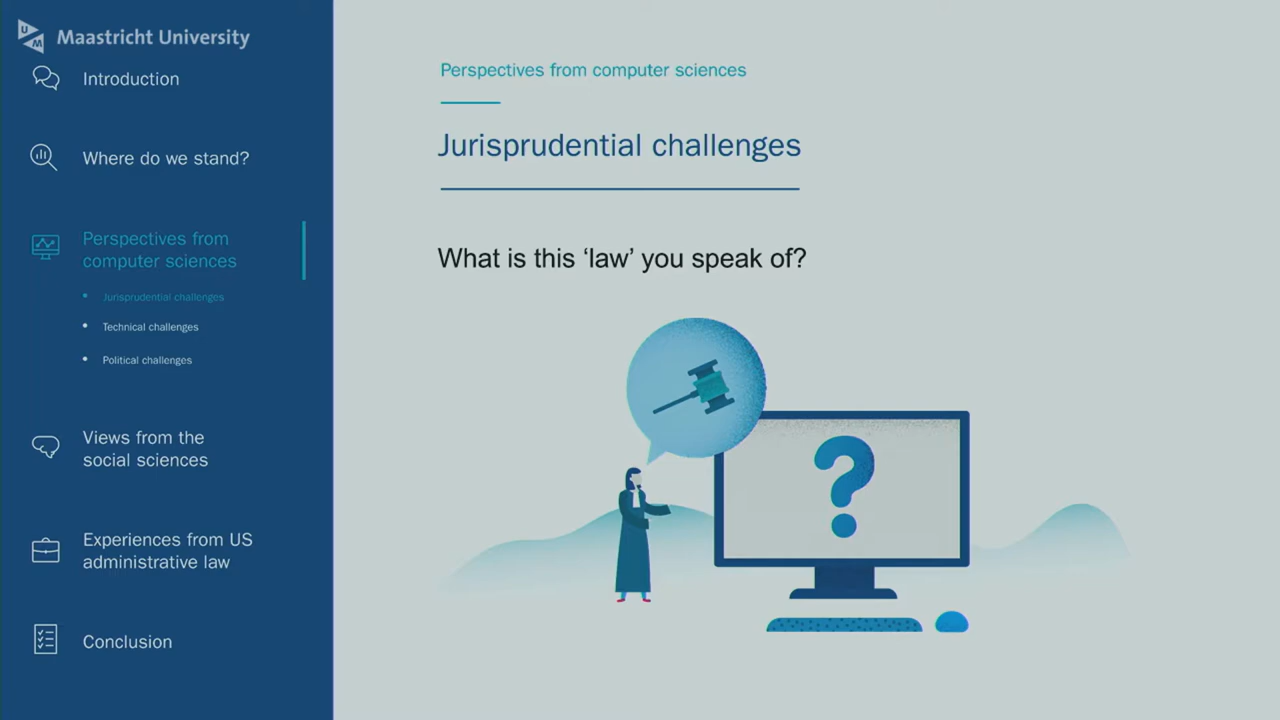 UM
Maastricht University
Introduction
Where do we stand?
Perspectives from
computer sciences
• Jurisprudential challenges
• Technical challenges
• Political challenges
Views from the
social sciences
Experiences from US
administrative law
Conclusion
Perspectives from computer sciences
Jurisprudential challenges
What is this ‘law’ you speak of?
?